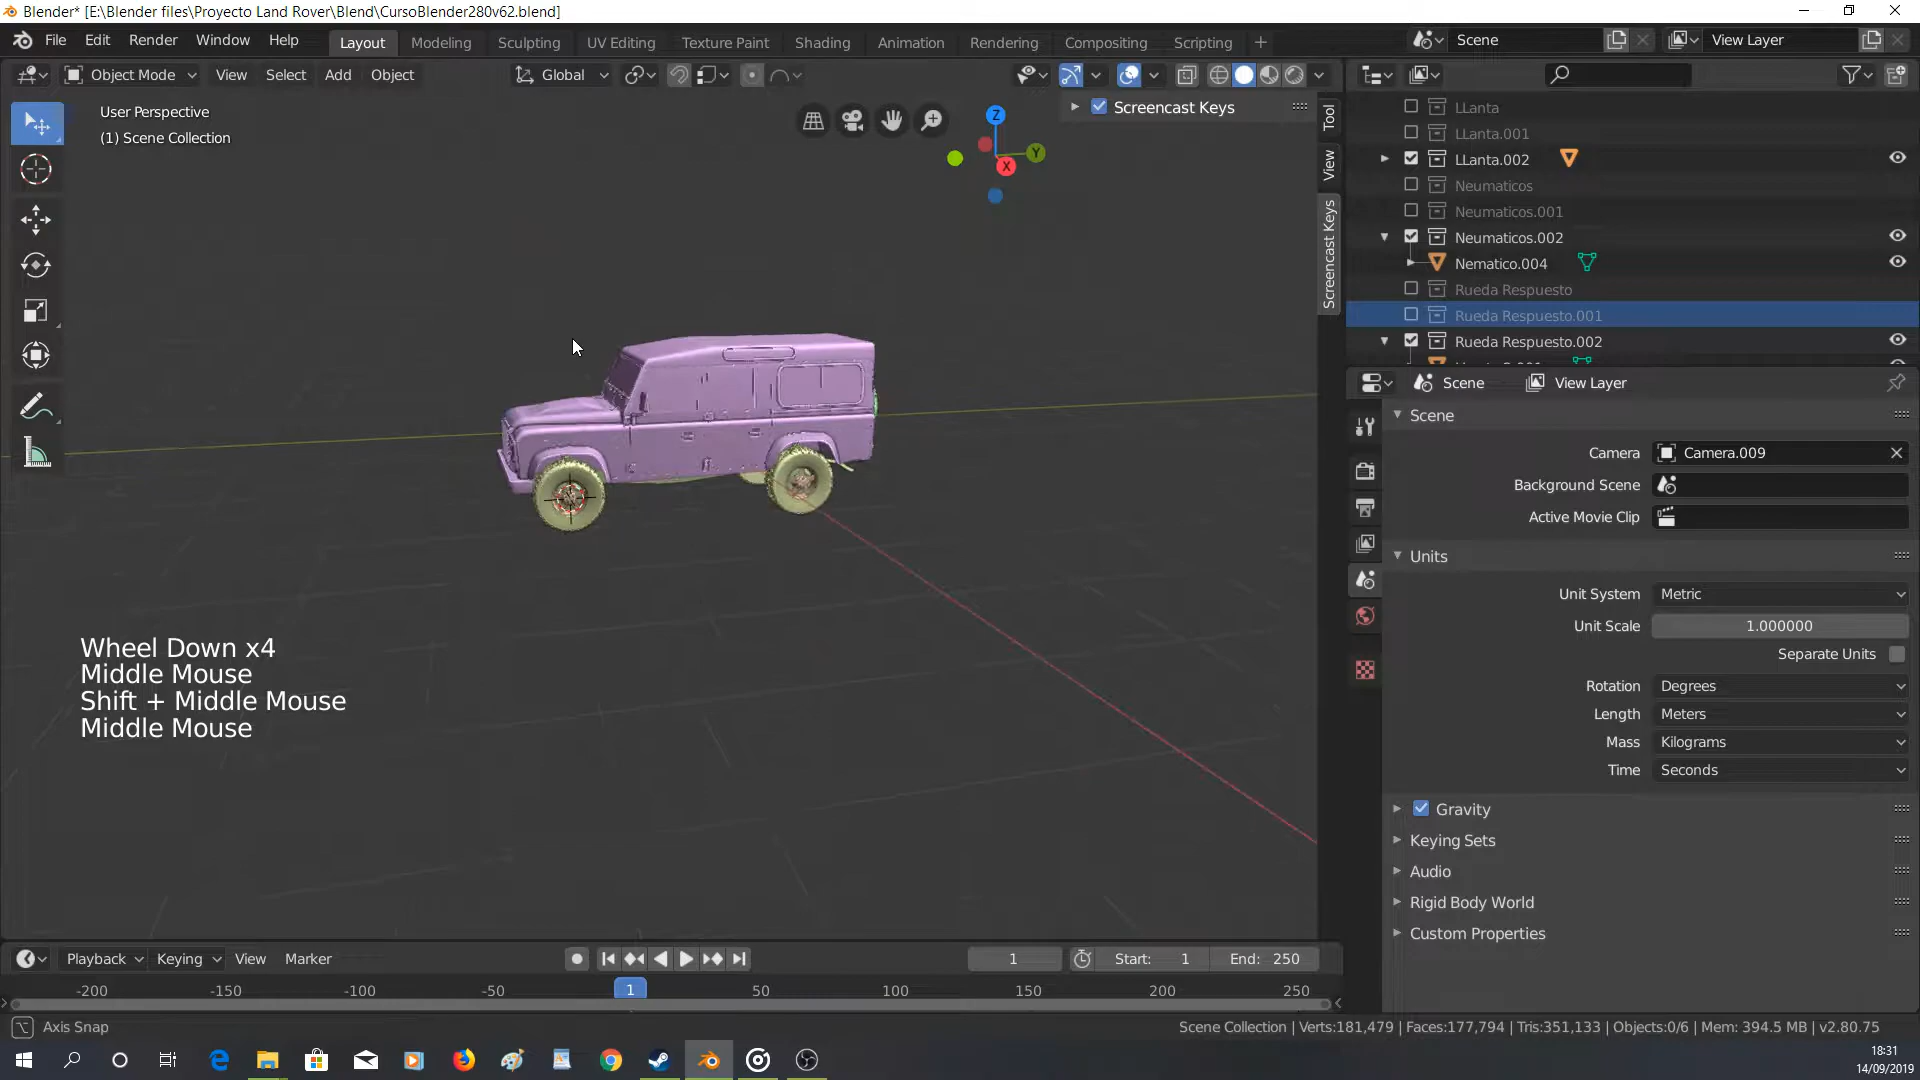 Blender* [E:\Blender files\Proyecto Land Rover\Blend\CursoBlender280v62.blend]
File Edit Render Window Help Layout Modeling Sculpting UV Editing Texture Paint Shading Animation Rendering Compositing Scripting + Scene View Layer
Object Mode View Select Add Object Global
User Perspective
(1) Scene Collection
Screencast Keys
Z
Y
X
Tool
View
Screencast Keys
LLanta
LLanta.001
LLanta.002
Neumaticos
Neumaticos.001
Neumaticos.002
Nematico.004
Rueda Respuesto
Rueda Respuesto.001
Rueda Respuesto.002
Scene View Layer
Scene
Camera Camera.009
Background Scene
Active Movie Clip
Units
Unit System Metric
Unit Scale 1.000000
Separate Units
Rotation Degrees
Length Meters
Mass Kilograms
Time Seconds
Gravity
Keying Sets
Audio
Rigid Body World
Custom Properties
Wheel Down x4
Middle Mouse
Shift + Middle Mouse
Middle Mouse
Playback Keying View Marker 1 Start: 1 End: 250
-200 -150 -100 -50 1 50 100 150 200 250
Axis Snap
Scene Collection | Verts:181,479 | Faces:177,794 | Tris:351,133 | Objects:0/6 | Mem: 394.5 MB | v2.80.75
18:31
14/09/2019